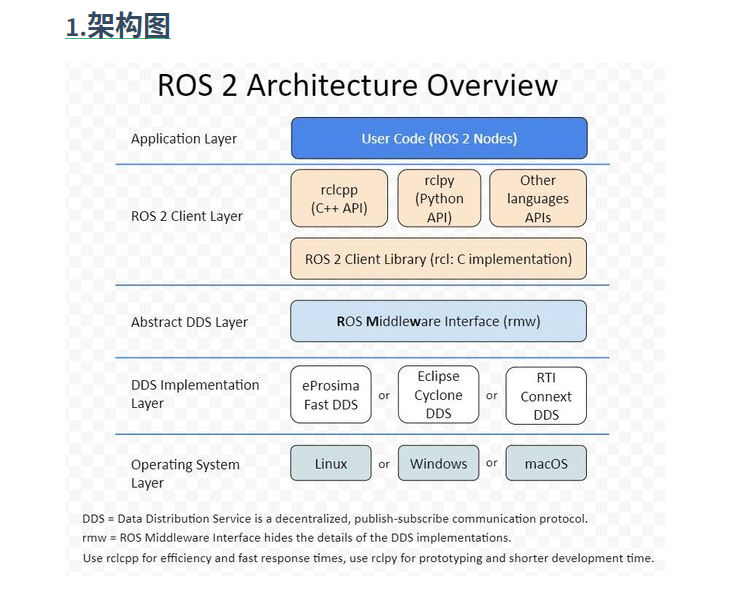 1.架构图
ROS 2 Architecture Overview
Application Layer
User Code (ROS 2 Nodes)
ROS 2 Client Layer
rclcpp
(C++ API)
rclpy
(Python
API)
Other
languages
APIs
ROS 2 Client Library (rcl: C implementation)
Abstract DDS Layer
ROS Middleware Interface (rmw)
DDS Implementation
Layer
eProsima
Fast DDS
or
Eclipse
Cyclone
DDS
or
RTI
Connext
DDS
Operating System
Layer
Linux
or
Windows
or
macOS
DDS = Data Distribution Service is a decentralized, publish-subscribe communication protocol.
rmw = ROS Middleware Interface hides the details of the DDS implementations.
Use rclcpp for efficiency and fast response times, use rclpy for prototyping and shorter development time.